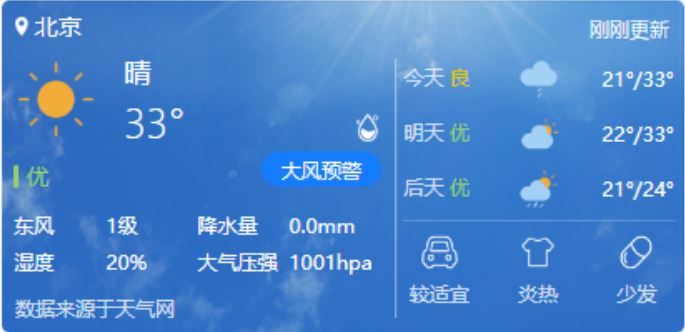 北京
刚刚更新
晴
33°
优
大风预警
东风 1级 降水量 0.0mm
湿度 20% 大气压强 1001hpa
数据来源于天气网
今天 良 21°/33°
明天 优 22°/33°
后天 优 21°/24°
较适宜 炎热 少发